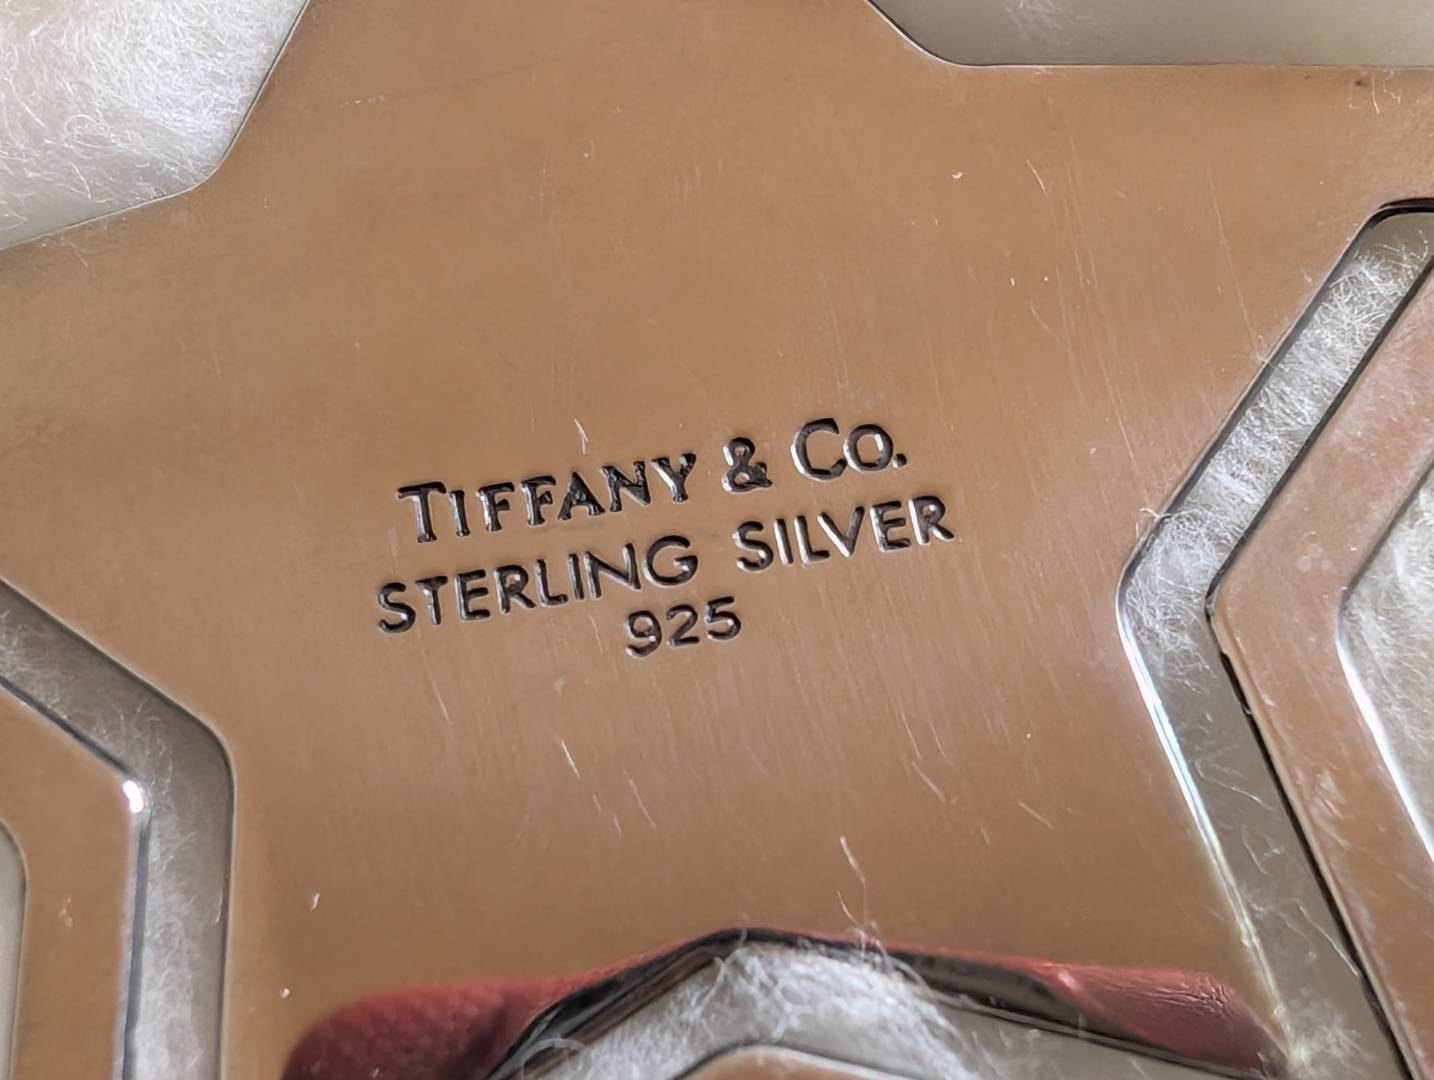 TIFFANY & CO.
STERLING SILVER
925